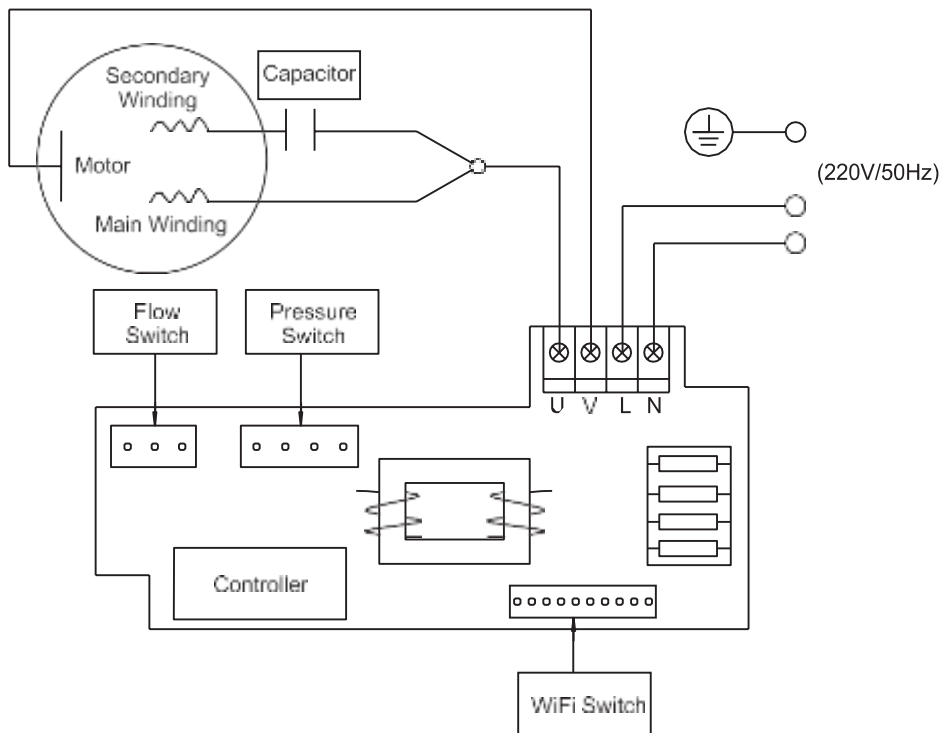 Secondary
Winding
Capacitor
Motor
Main Winding
(220V/50Hz)
Flow
Switch
Pressure
Switch
U V L N
Controller
WiFi Switch